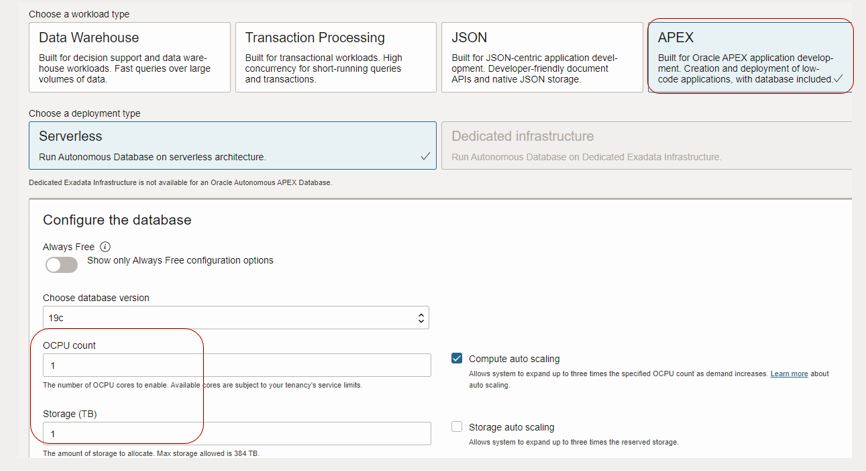 Choose a workload type
Data Warehouse
Built for decision support and data ware-
house workloads. Fast queries over large
volumes of data.
Transaction Processing
Built for transactional workloads. High
concurrency for short-running queries
and transactions.
JSON
Built for JSON-centric application devel-
opment. Developer-friendly document
APIs and native JSON storage.
APEX
Built for Oracle APEX application develop-
ment. Creation and deployment of low-
code applications, with database included.
Choose a deployment type
Serverless
Run Autonomous Database on serverless architecture.
Dedicated infrastructure
Run Autonomous Database on Dedicated Exadata Infrastructure.
Dedicated Exadata Infrastructure is not available for an Oracle Autonomous APEX Database.
Configure the database
Always Free
Show only Always Free configuration options
Choose database version
19c
OCPU count
1
The number of OCPU cores to enable. Available cores are subject to your tenancy's service limits.
Compute auto scaling
Allows system to expand up to three times the specified OCPU count as demand increases. Learn more about
auto scaling.
Storage (TB)
1
The amount of storage to allocate. Max storage allowed is 384 TB.
Storage auto scaling
Allows system to expand up to three times the reserved storage.